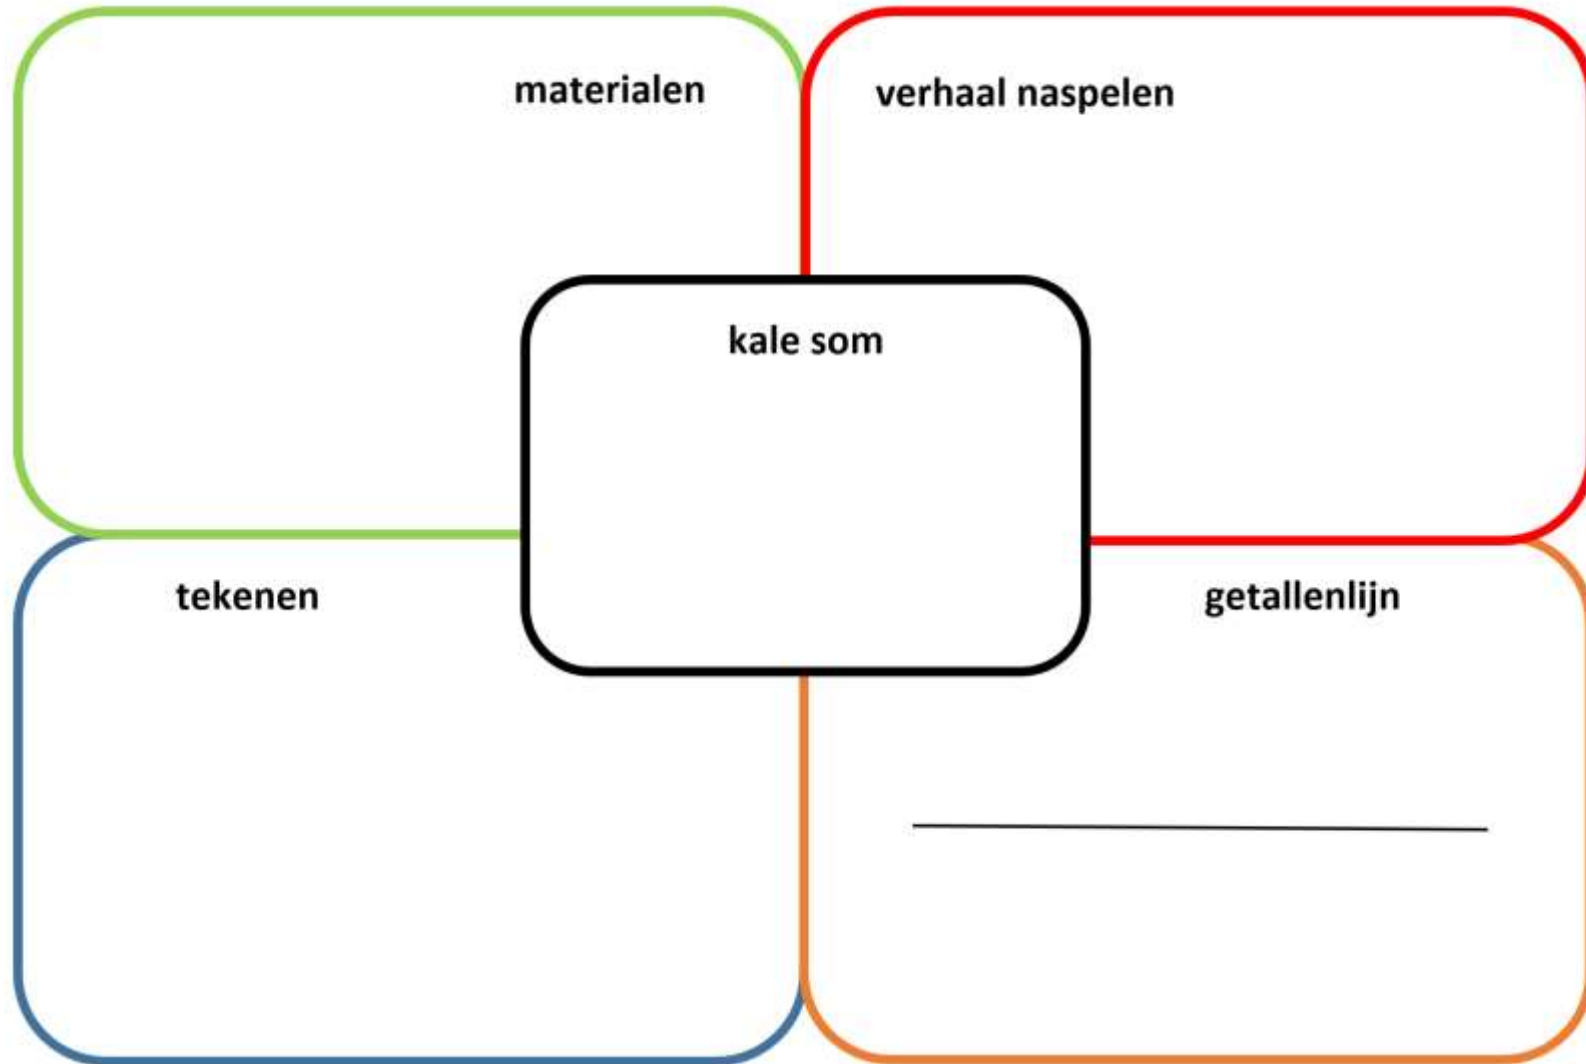 materialen
verhaal naspelen
kale som
tekenen
getallenlijn